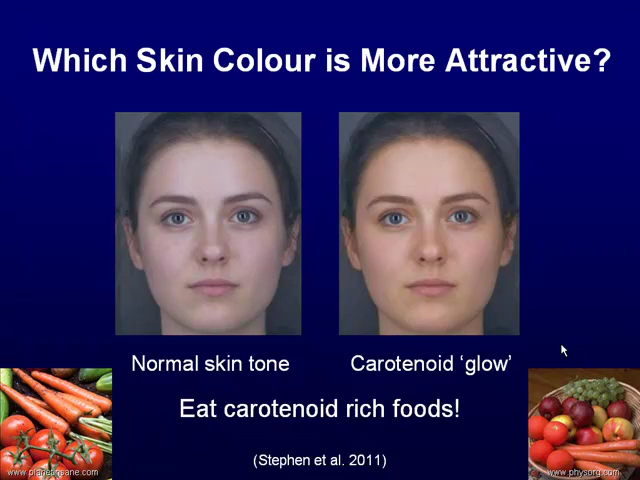 Which Skin Colour is More Attractive?
Normal skin tone
Carotenoid ‘glow’
Eat carotenoid rich foods!
www.planetinsane.com
(Stephen et al. 2011)
www.physorg.com